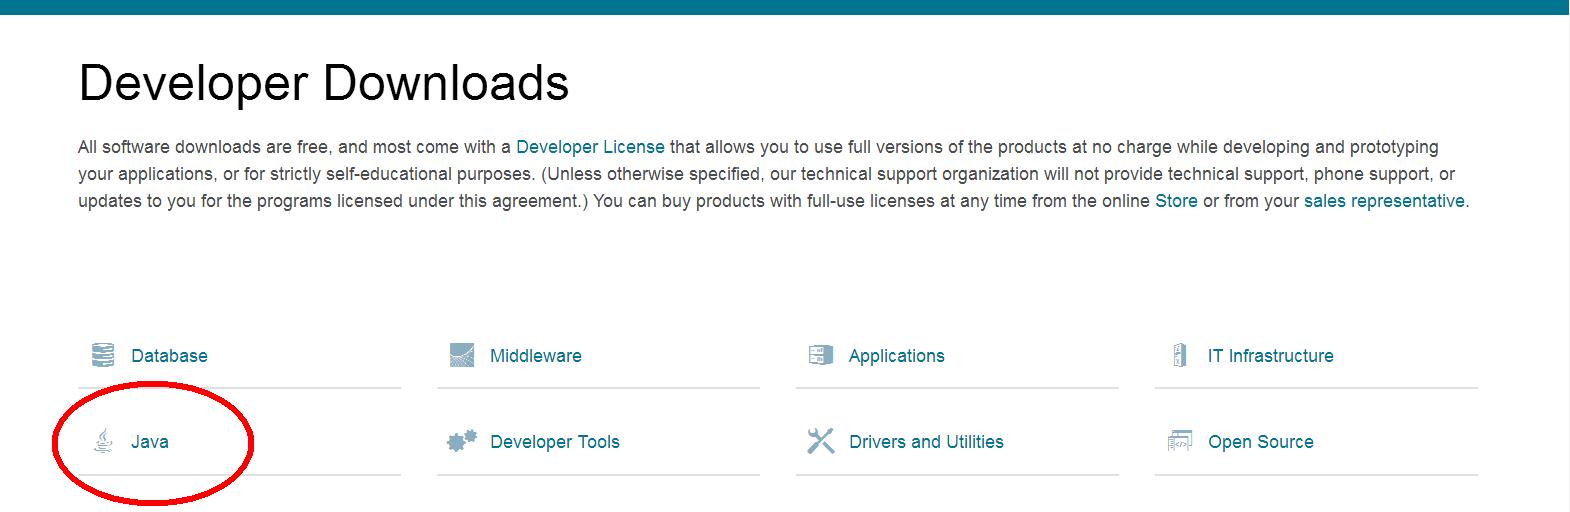 Developer Downloads
All software downloads are free, and most come with a Developer License that allows you to use full versions of the products at no charge while developing and prototyping
your applications, or for strictly self-educational purposes. (Unless otherwise specified, our technical support organization will not provide technical support, phone support, or
updates to you for the programs licensed under this agreement.) You can buy products with full-use licenses at any time from the online Store or from your sales representative.
Database
Middleware
Applications
IT Infrastructure
Java
Developer Tools
Drivers and Utilities
Open Source